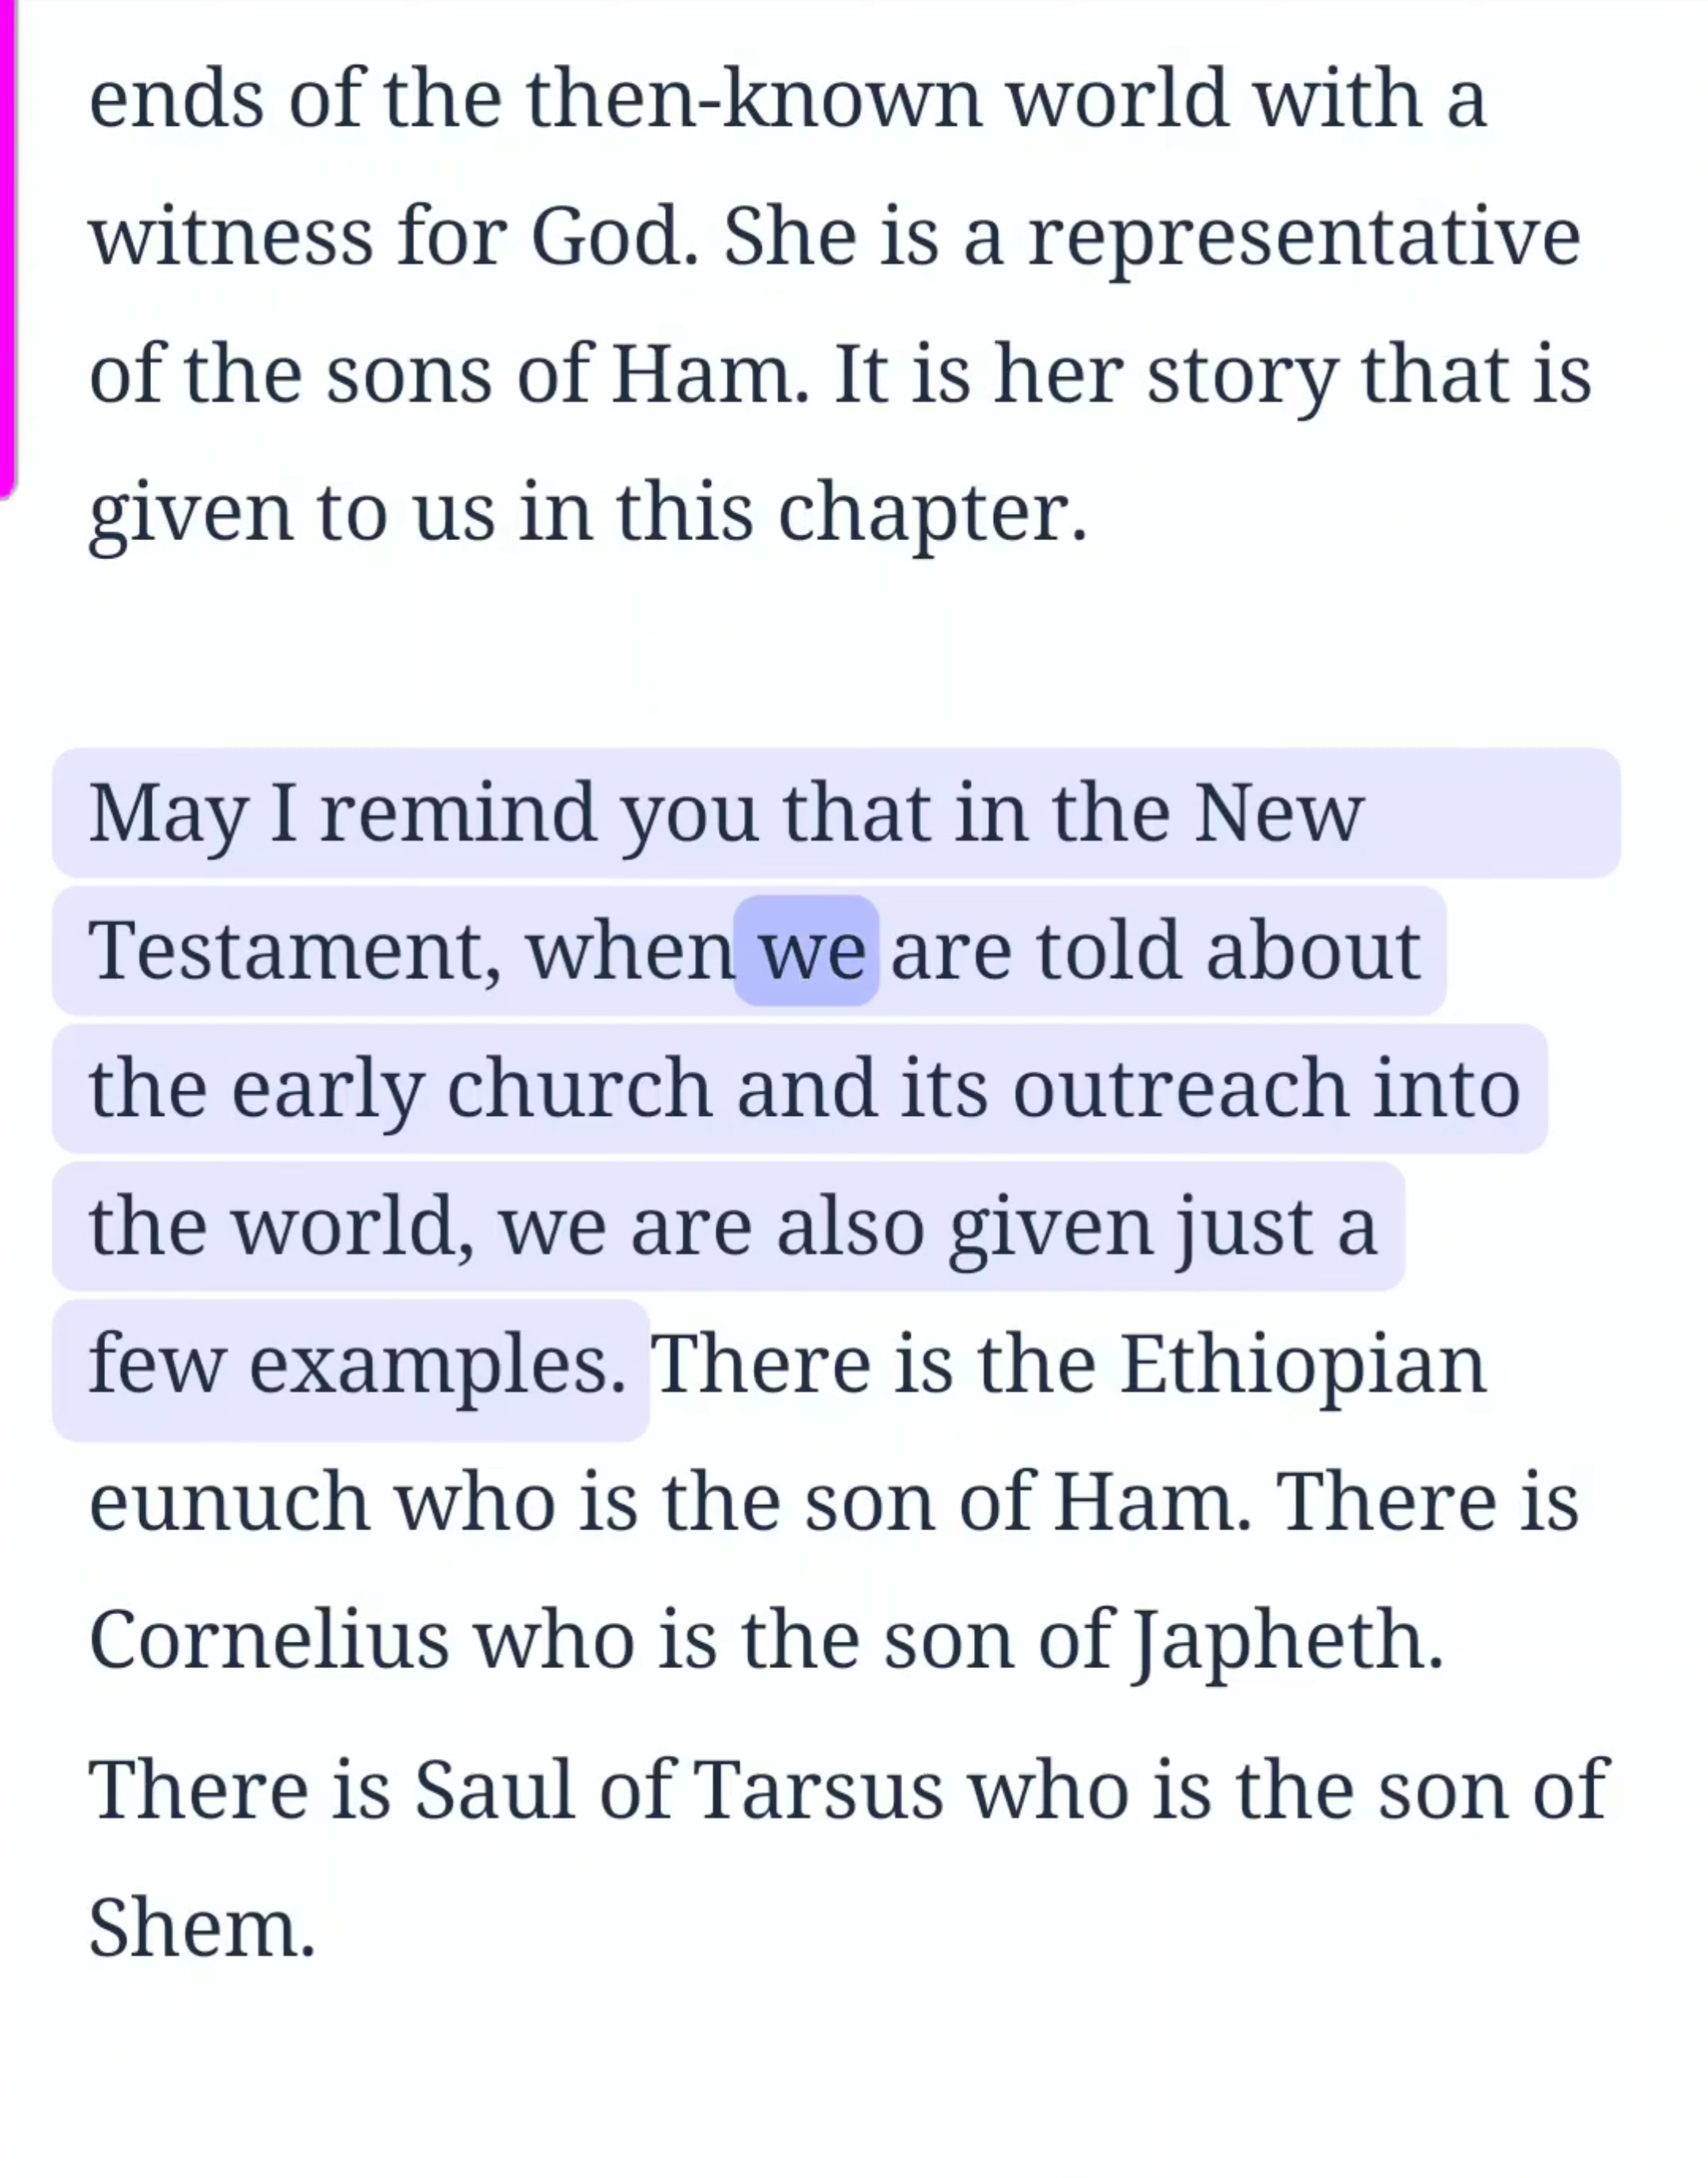 ends of the then-known world with a
witness for God. She is a representative
of the sons of Ham. It is her story that is
given to us in this chapter.
May I remind you that in the New
Testament, when we are told about
the early church and its outreach into
the world, we are also given just a
few examples. There is the Ethiopian
eunuch who is the son of Ham. There is
Cornelius who is the son of Japheth.
There is Saul of Tarsus who is the son of
Shem.